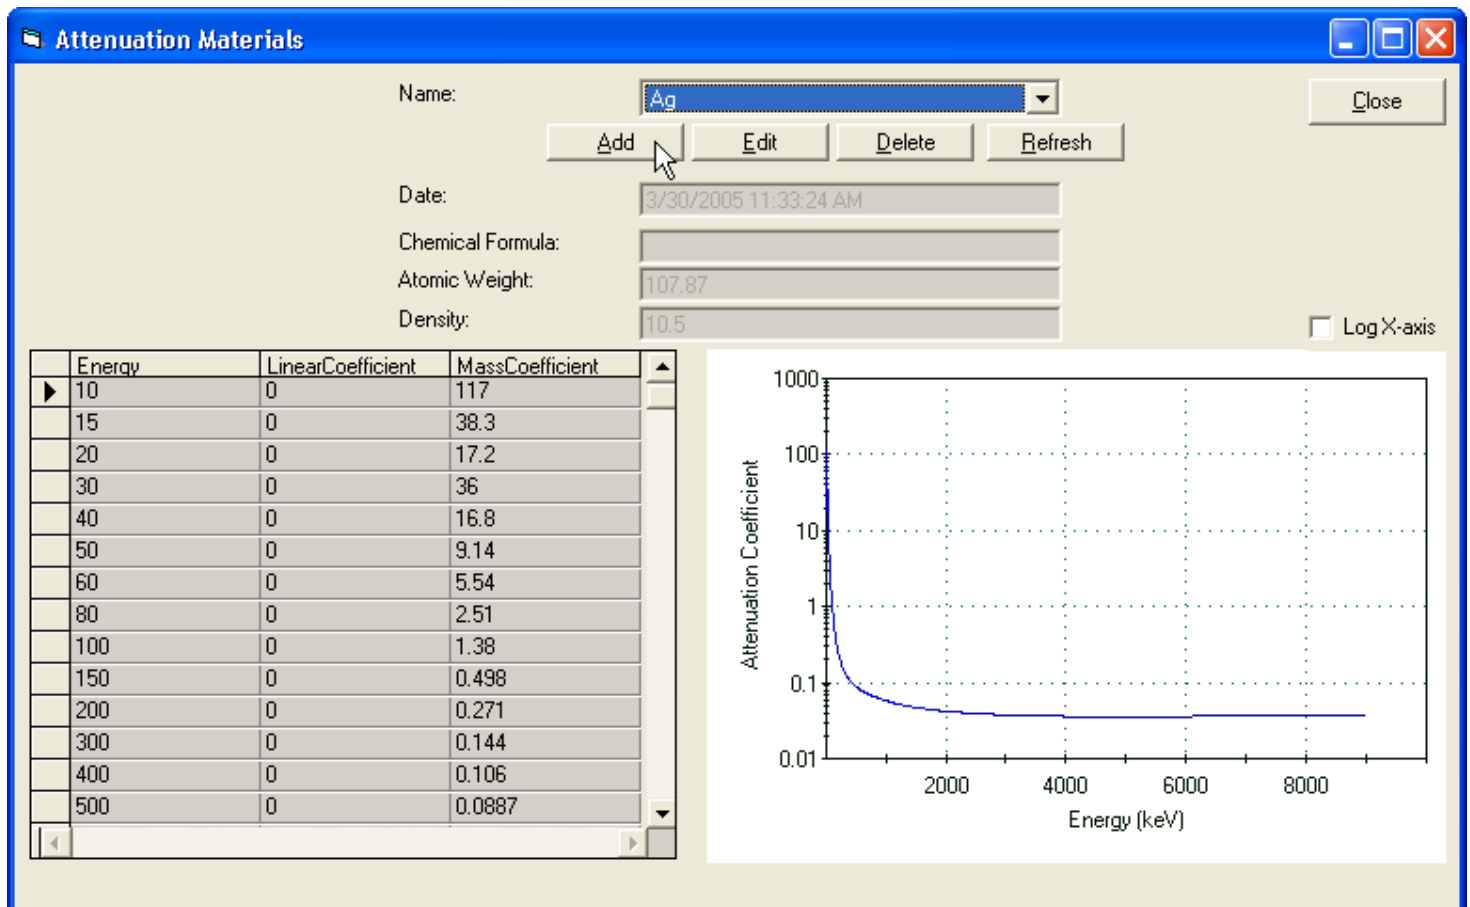 Attenuation Materials
Name:
Ag
Close
Add
Edit
Delete
Refresh
Date:
3/30/2005 11:33:24 AM
Chemical Formula:
Atomic Weight:
107.87
Density:
10.5
Log X-axis
Energy LinearCoefficient MassCoefficient
10 0 117
15 0 38.3
20 0 17.2
30 0 36
40 0 16.8
50 0 9.14
60 0 5.54
80 0 2.51
100 0 1.38
150 0 0.498
200 0 0.271
300 0 0.144
400 0 0.106
500 0 0.0887
Attenuation Coefficient
1000
100
10
1
0.1
0.01
2000 4000 6000 8000
Energy (keV)